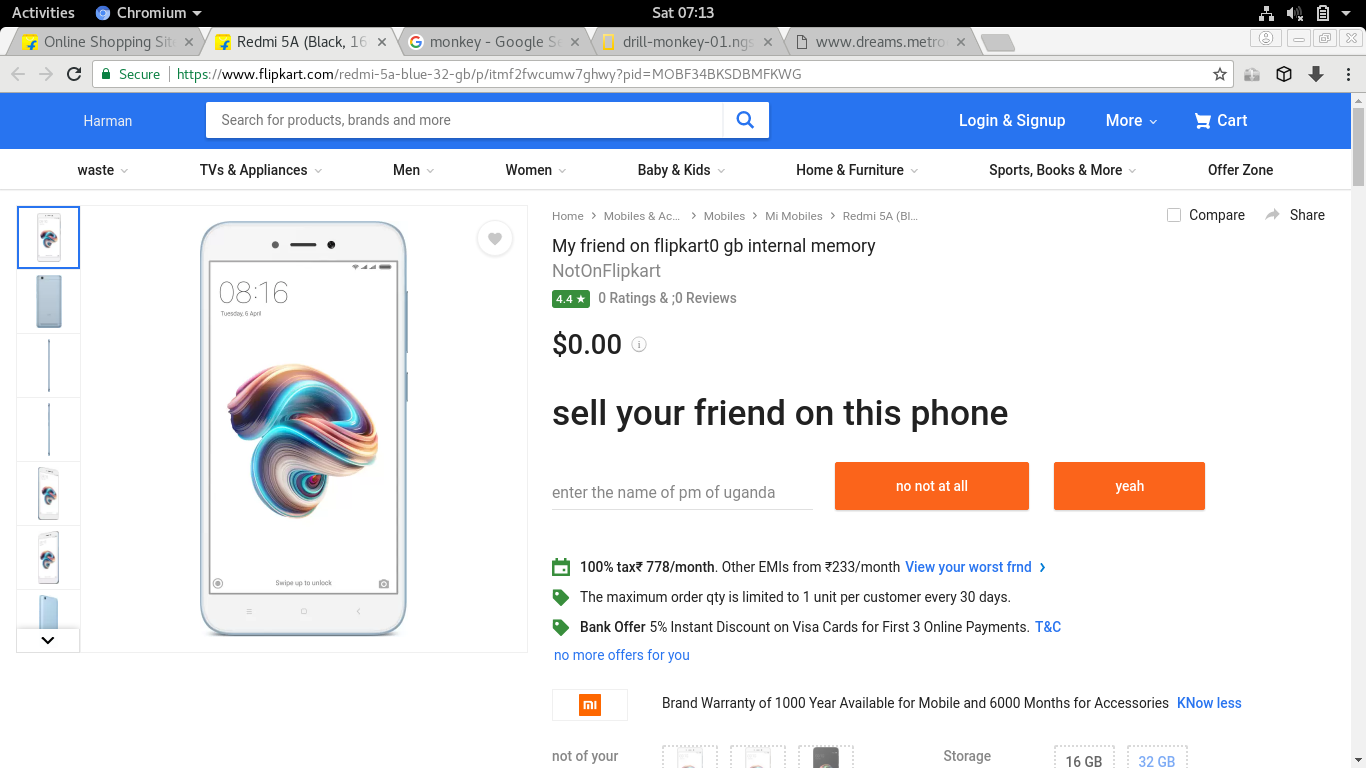 Activities Chromium Sat 07:13
Online Shopping Sit Redmi 5A (Black, 16 monkey - Google Se drill-monkey-01.ngs www.dreams.metro
Secure https://www.flipkart.com/redmi-5a-blue-32-gb/p/itmf2fwcumw7ghwy?pid=MOBF34BKSDBMFKWG
Harman Search for products, brands and more Login & Signup More Cart
waste TVs & Appliances Men Women Baby & Kids Home & Furniture Sports, Books & More Offer Zone
Home Mobiles & Ac... Mobiles Mi Mobiles Redmi 5A (Bl... Compare Share
My friend on flipkart0 gb internal memory
NotOnFlipkart
4.4 ★ 0 Ratings & ;0 Reviews
08:16
Tuesday, 5 April
$0.00
sell your friend on this phone
enter the name of pm of uganda no not at all yeah
100% tax₹ 778/month. Other EMIs from ₹233/month View your worst frnd
Swipe up to unlock
The maximum order qty is limited to 1 unit per customer every 30 days.
Bank Offer 5% Instant Discount on Visa Cards for First 3 Online Payments. T&C
no more offers for you
mi Brand Warranty of 1000 Year Available for Mobile and 6000 Months for Accessories KNow less
not of your Storage 16 GB 32 GB